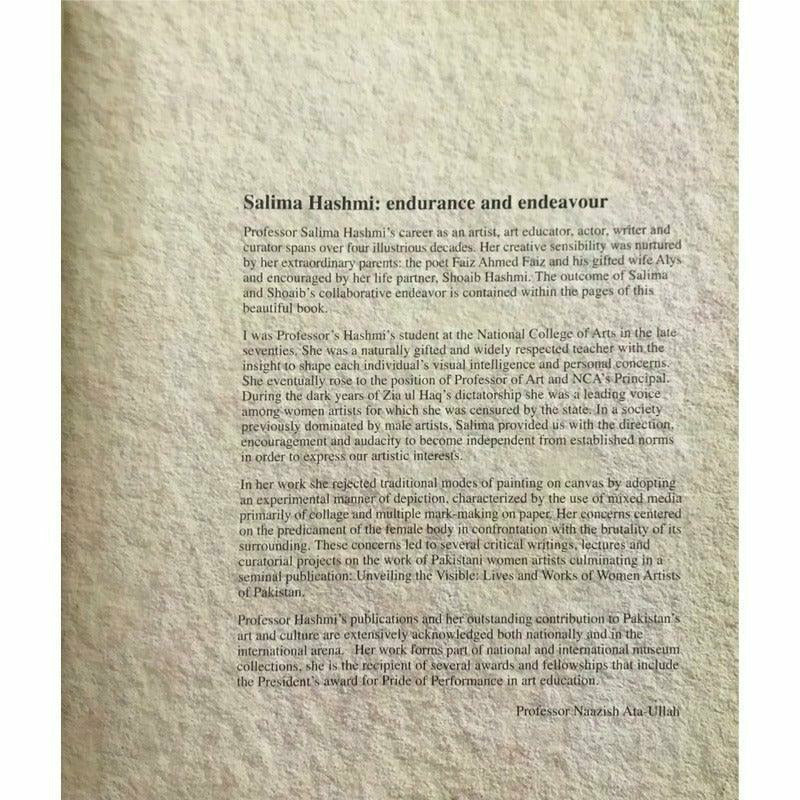 Salima Hashmi: endurance and endeavour
Professor Salima Hashmi's career as an artist, art educator, actor, writer and
curator spans over four illustrious decades. Her creative sensibility was nurtured
by her extraordinary parents: the poet Faiz Ahmed Faiz and his gifted wife Alys
and encouraged by her life partner, Shoaib Hashmi. The outcome of Salima
and Shoaib's collaborative endeavor is contained within the pages of this
beautiful book.
I was Professor's Hashmi's student at the National College of Arts in the late
seventies. She was a naturally gifted and widely respected teacher with the
insight to shape each individual's visual intelligence and personal concerns.
She eventually rose to the position of Professor of Art and NCA's Principal.
During the dark years of Zia ul Haq's dictatorship she was a leading voice
among women artists for which she was censured by the state. In a society
previously dominated by male artists, Salima provided us with the direction,
encouragement and audacity to become independent from established norms
in order to express our artistic interests.
In her work she rejected traditional modes of painting on canvas by adopting
an experimental manner of depiction, characterized by the use of mixed media
primarily of collage and multiple mark-making on paper. Her concerns centered
on the predicament of the female body in confrontation with the brutality of its
surrounding. These concerns led to several critical writings, lectures and
curatorial projects on the work of Pakistani women artists culminating in a
seminal publication: Unveiling the Visible: Lives and Works of Women Artists
of Pakistan.
Professor Hashmi's publications and her outstanding contribution to Pakistan's
art and culture are extensively acknowledged both nationally and in the
international arena. Her work forms part of national and international museum
collections, she is the recipient of several awards and fellowships that include
the President's award for Pride of Performance in art education.
Professor Naazish Ata-Ullah